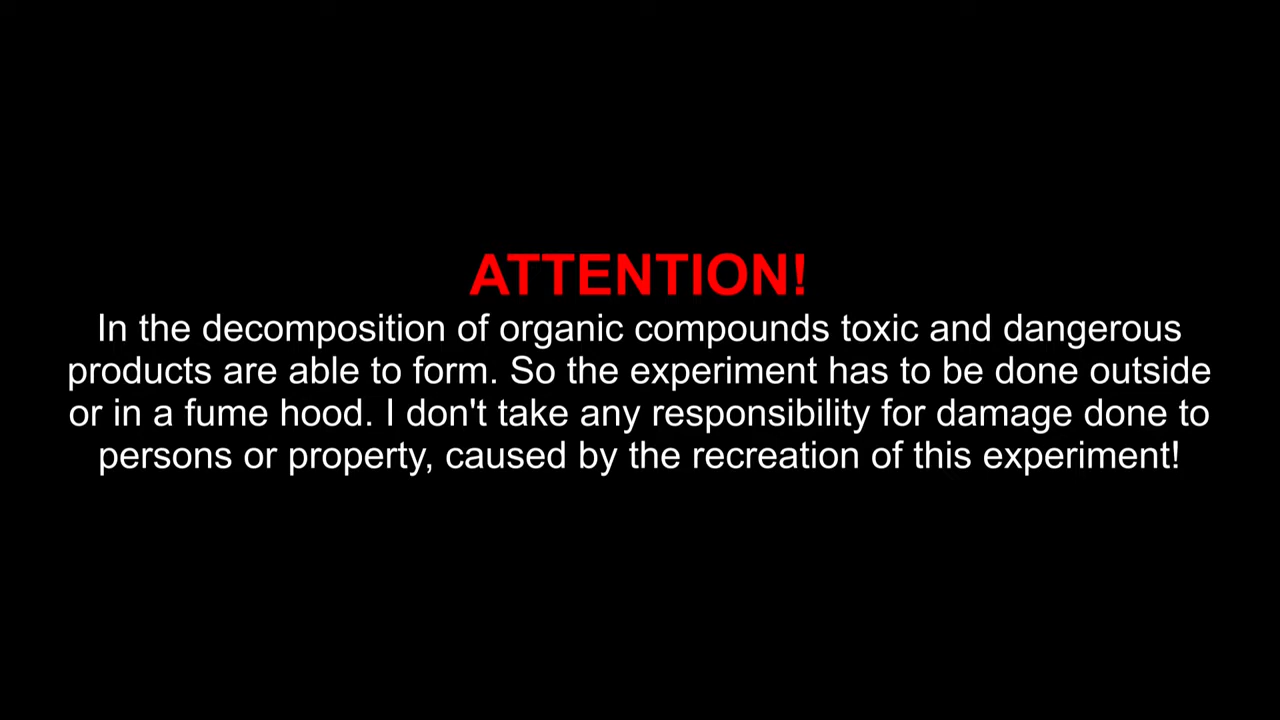 ATTENTION!
In the decomposition of organic compounds toxic and dangerous
products are able to form. So the experiment has to be done outside
or in a fume hood. I don't take any responsibility for damage done to
persons or property, caused by the recreation of this experiment!